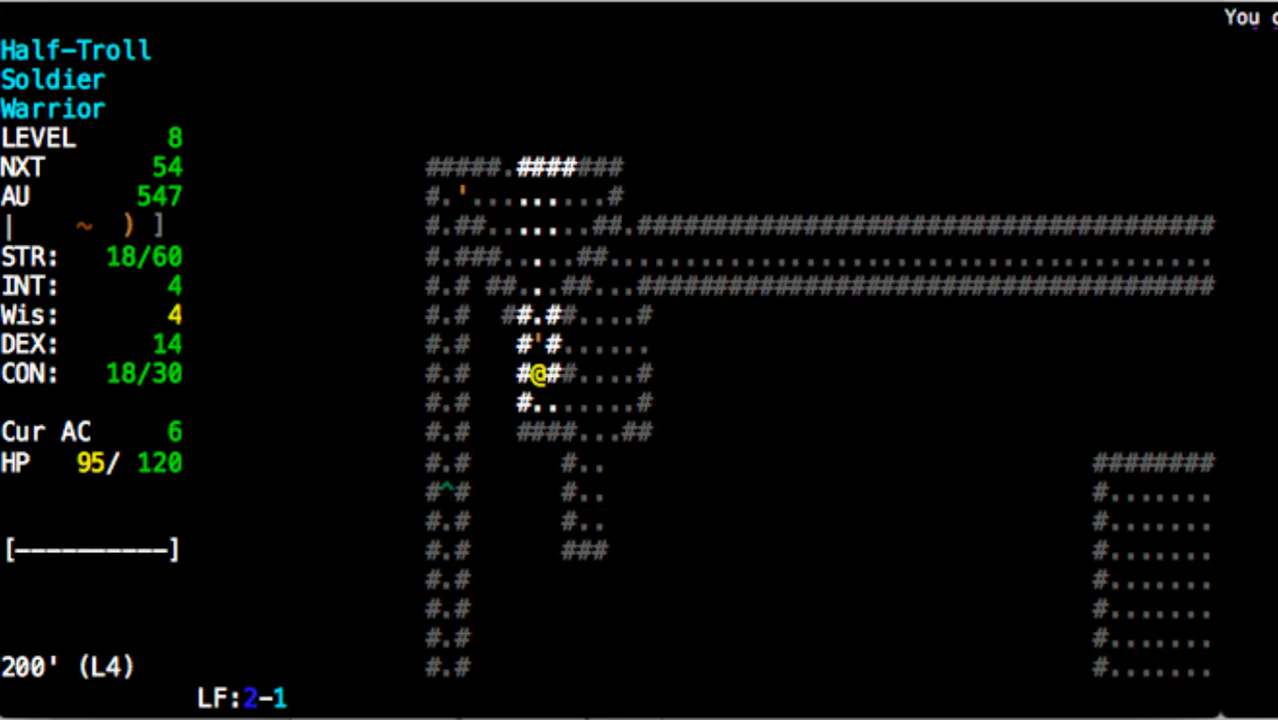 You
Half-Troll
Soldier
Warrior
LEVEL 8
NXT 54
AU 547
| ~ ) ]
STR: 18/60
INT: 4
Wis: 4
DEX: 14
CON: 18/30
Cur AC 6
HP 95/ 120
[----------]
200' (L4)
LF:2-1
#####.#######
#.'.........#
#.##.......##.#######################################
#.###.....##.........................................
#.# ##...##...#######################################
#.# ##.##....#
#.# #'#......
#.# #@##....#
#.# #.......#
#.# ####...##
#.# #.. ########
#^# #.. #.......
#.# #.. #.......
#.# ### #.......
#.# #.......
#.# #.......
#.# #.......
#.# #.......